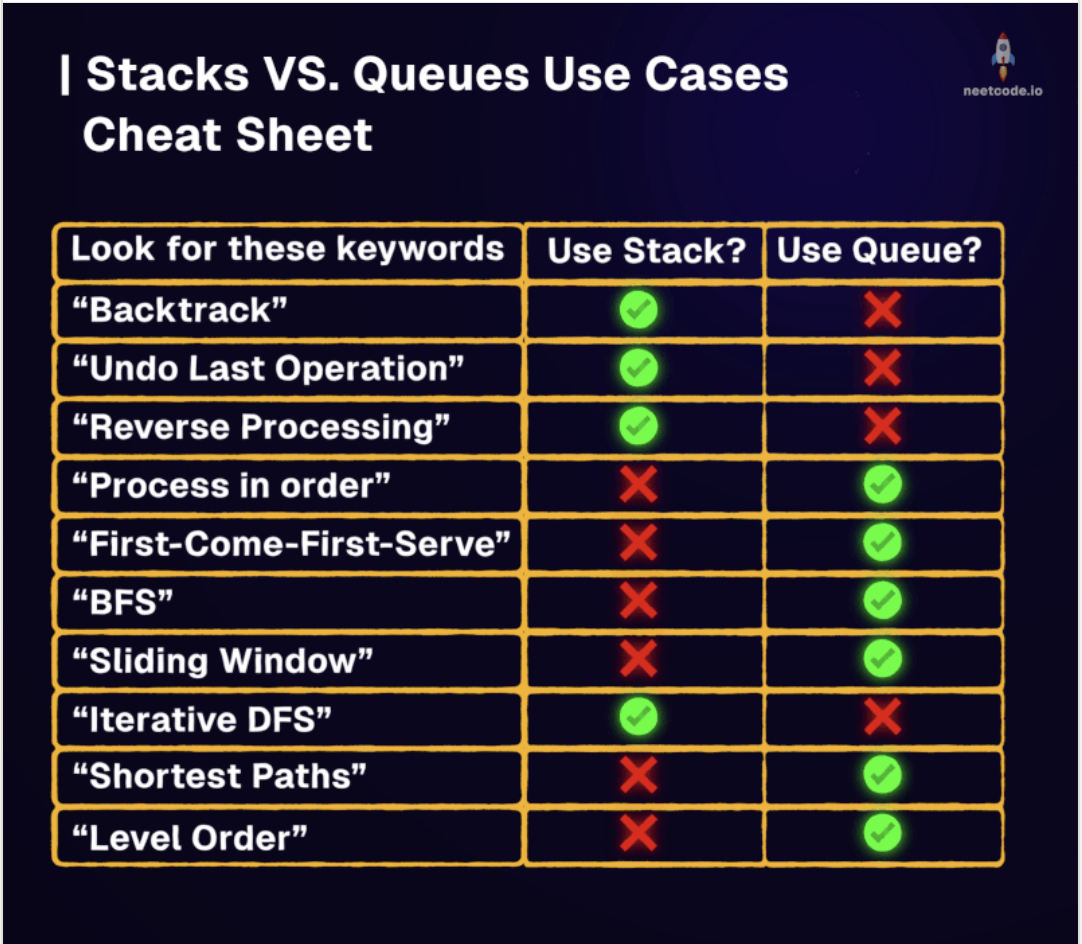 | Stacks VS. Queues Use Cases
Cheat Sheet
neetcode.io
Look for these keywords Use Stack? Use Queue?
“Backtrack”
“Undo Last Operation”
“Reverse Processing”
“Process in order”
“First-Come-First-Serve”
“BFS”
“Sliding Window”
“Iterative DFS”
“Shortest Paths”
“Level Order”